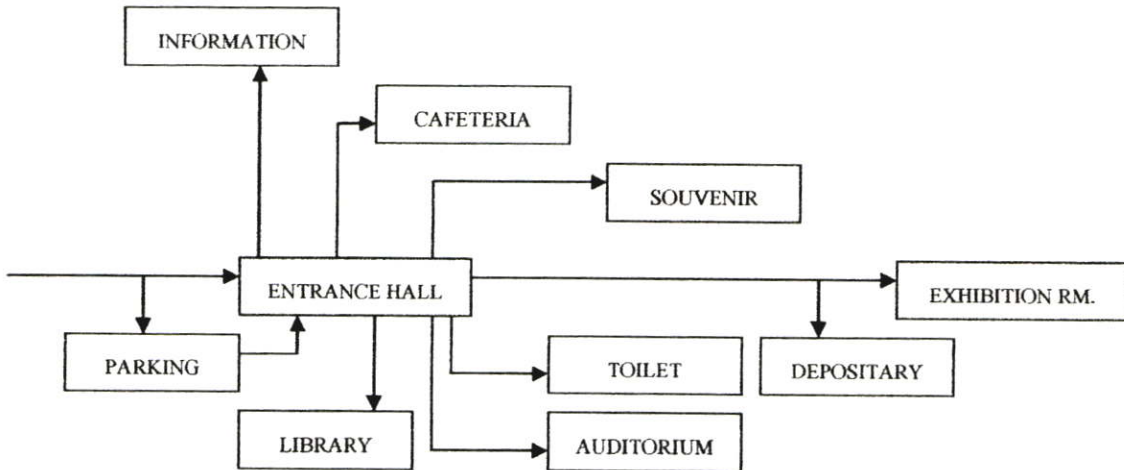 INFORMATION
CAFETERIA
SOUVENIR
ENTRANCE HALL
EXHIBITION RM.
PARKING
TOILET
DEPOSITARY
LIBRARY
AUDITORIUM